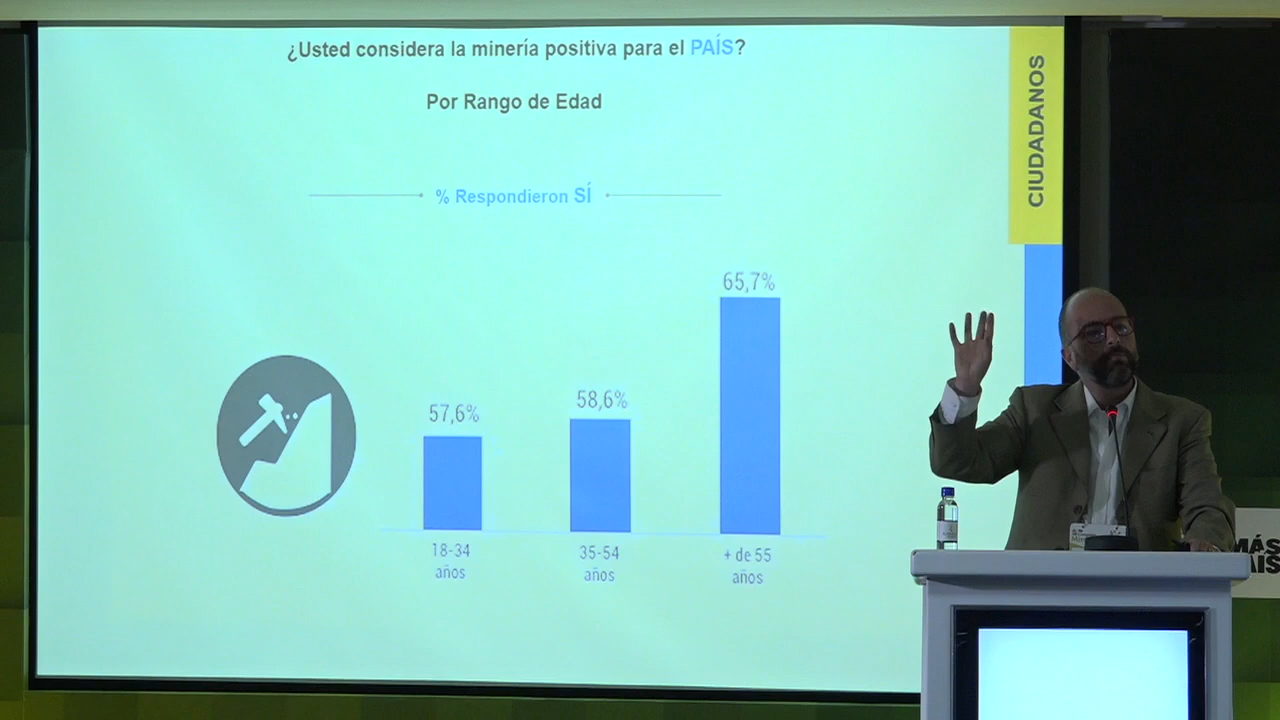 ¿Usted considera la minería positiva para el PAÍS?
Por Rango de Edad
% Respondieron SÍ
CIUDADANOS
57,6%
58,6%
65,7%
18-34
años
35-54
años
+ de 55
años
MÁS